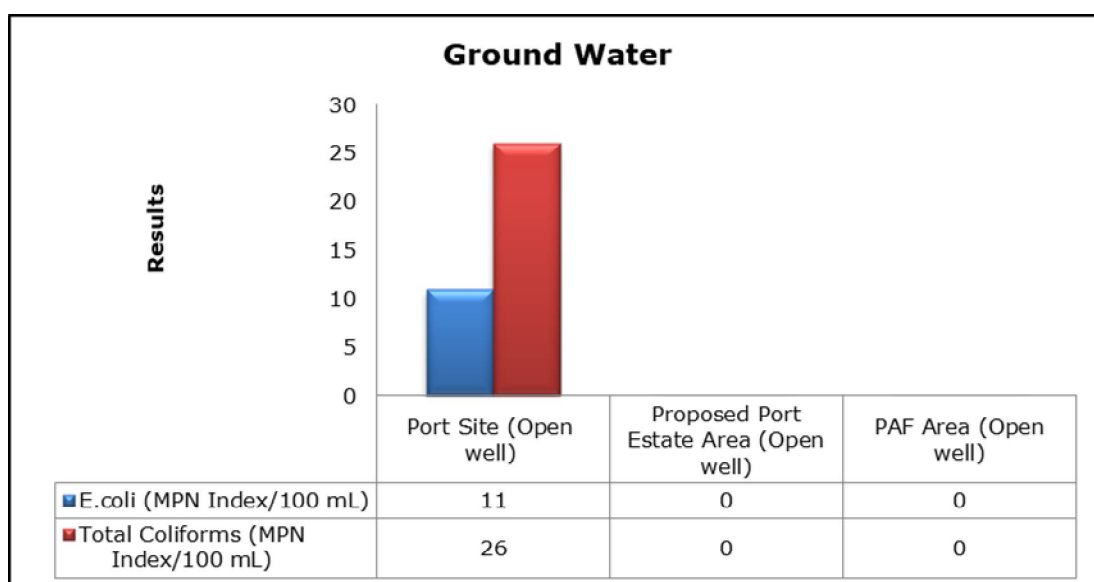 Ground Water
Results
30
25
20
15
10
5
0
Port Site (Open
well)
Proposed Port
Estate Area (Open
well)
PAF Area (Open
well)
E.coli (MPN Index/100 mL) 11 0 0
Total Coliforms (MPN
Index/100 mL) 26 0 0